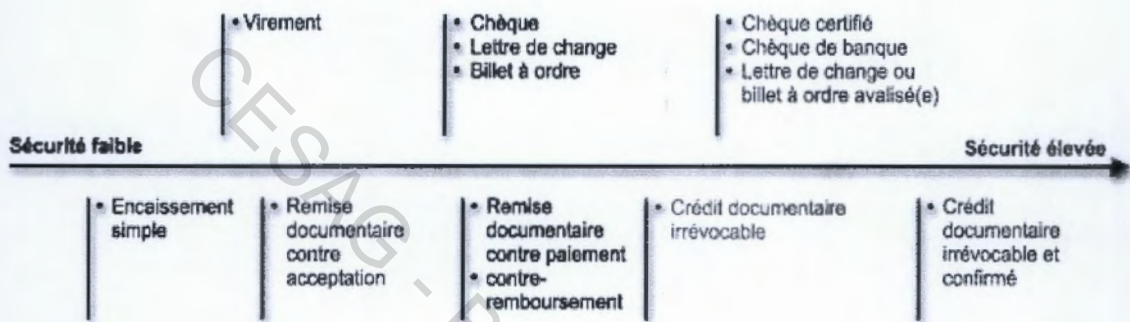 • Virement
• Chèque
• Lettre de change
• Billet à ordre
• Chèque certifié
• Chèque de banque
• Lettre de change ou
billet à ordre avalisé(e)
Sécurité faible
Sécurité élevée
• Encaissement
simple
• Remise
documentaire
contre
acceptation
• Remise
documentaire
contre paiement
• contre-
remboursement
• Crédit documentaire
irrévocable
• Crédit
documentaire
irrévocable et
confirmé
CESAG -